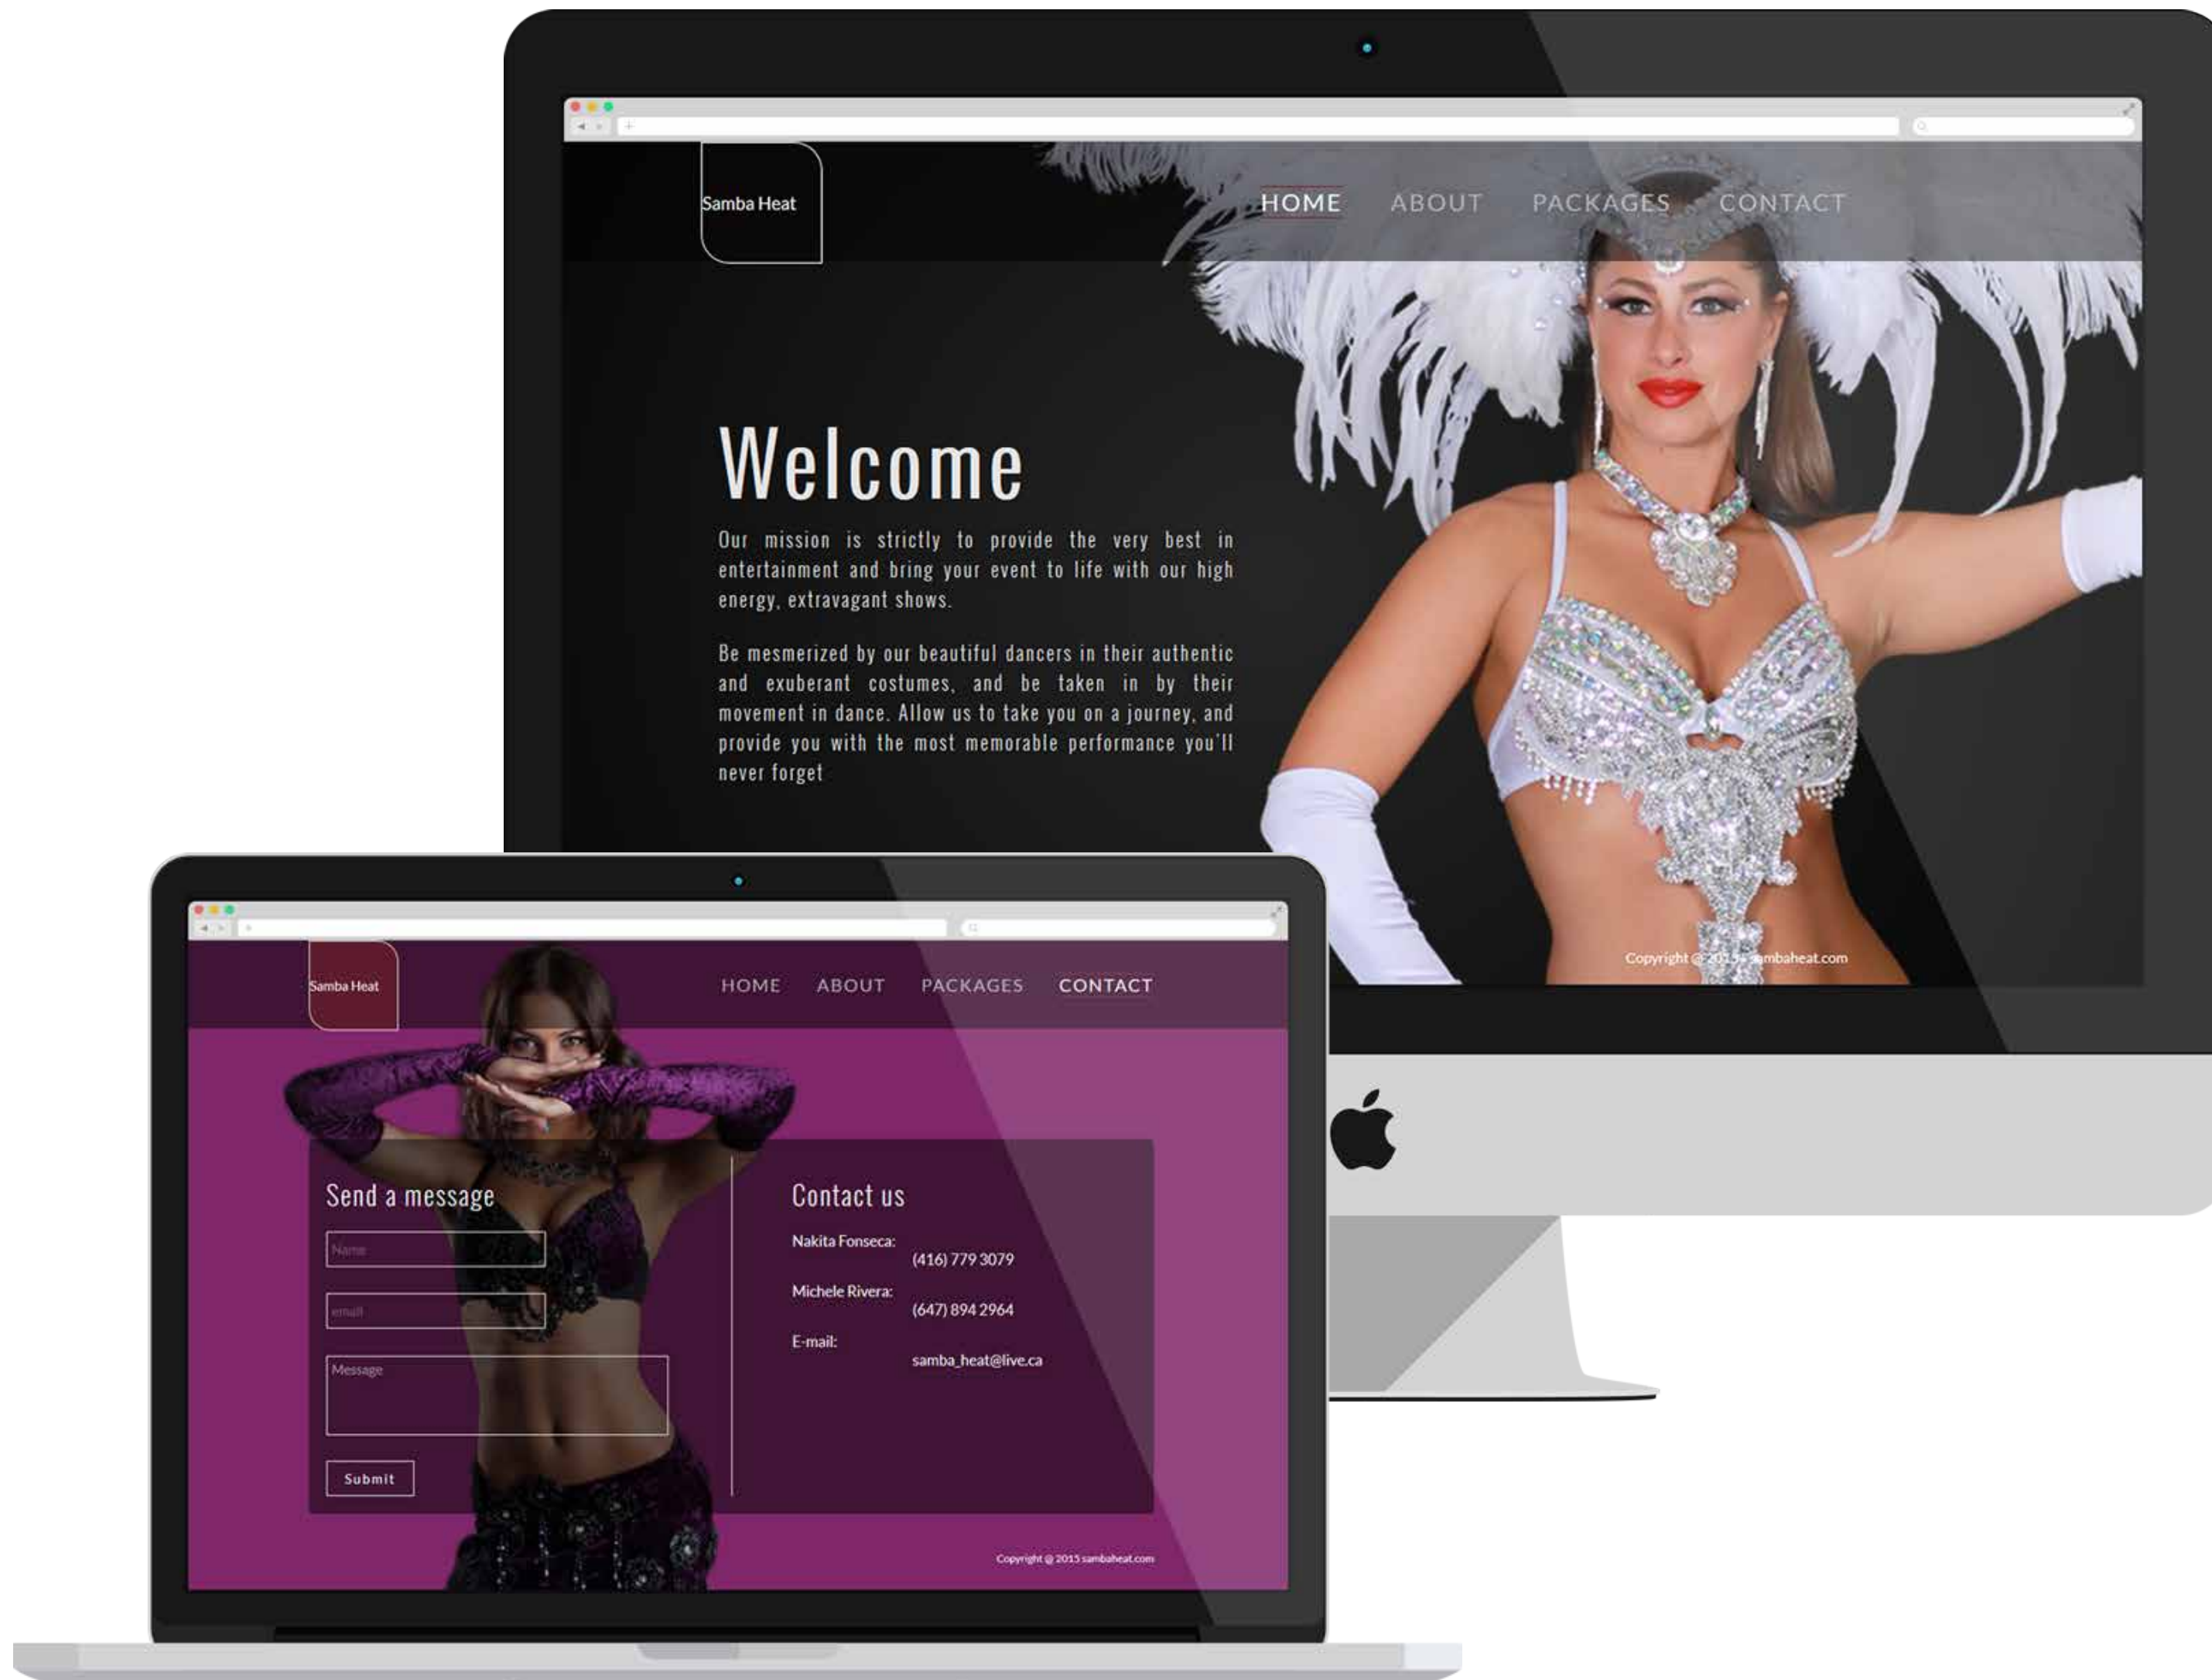 Samba Heat
HOME ABOUT PACKAGES CONTACT
Welcome
Our mission is strictly to provide the very best in
entertainment and bring your event to life with our high
energy, extravagant shows.
Be mesmerized by our beautiful dancers in their authentic
and exuberant costumes, and be taken in by their
movement in dance. Allow us to take you on a journey, and
provide you with the most memorable performance you'll
never forget
Copyright @ 2015 sambaheat.com
Samba Heat
HOME ABOUT PACKAGES CONTACT
Send a message
Name
email
Message
Submit
Contact us
Nakita Fonseca:
(416) 779 3079
Michele Rivera:
(647) 894 2964
E-mail:
samba_heat@live.ca
Copyright @ 2015 sambaheat.com